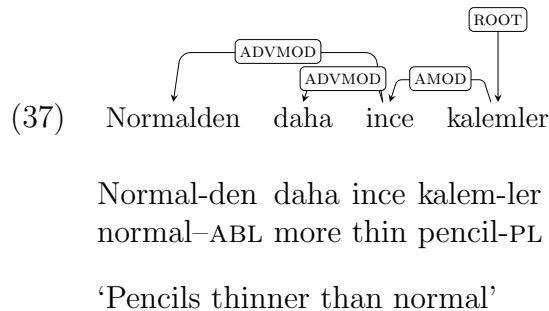 ROOT
ADVMOD
ADVMOD AMOD
(37) Normalden daha ince kalemler
Normal-den daha ince kalem-ler
normal–ABL more thin pencil-PL
‘Pencils thinner than normal’